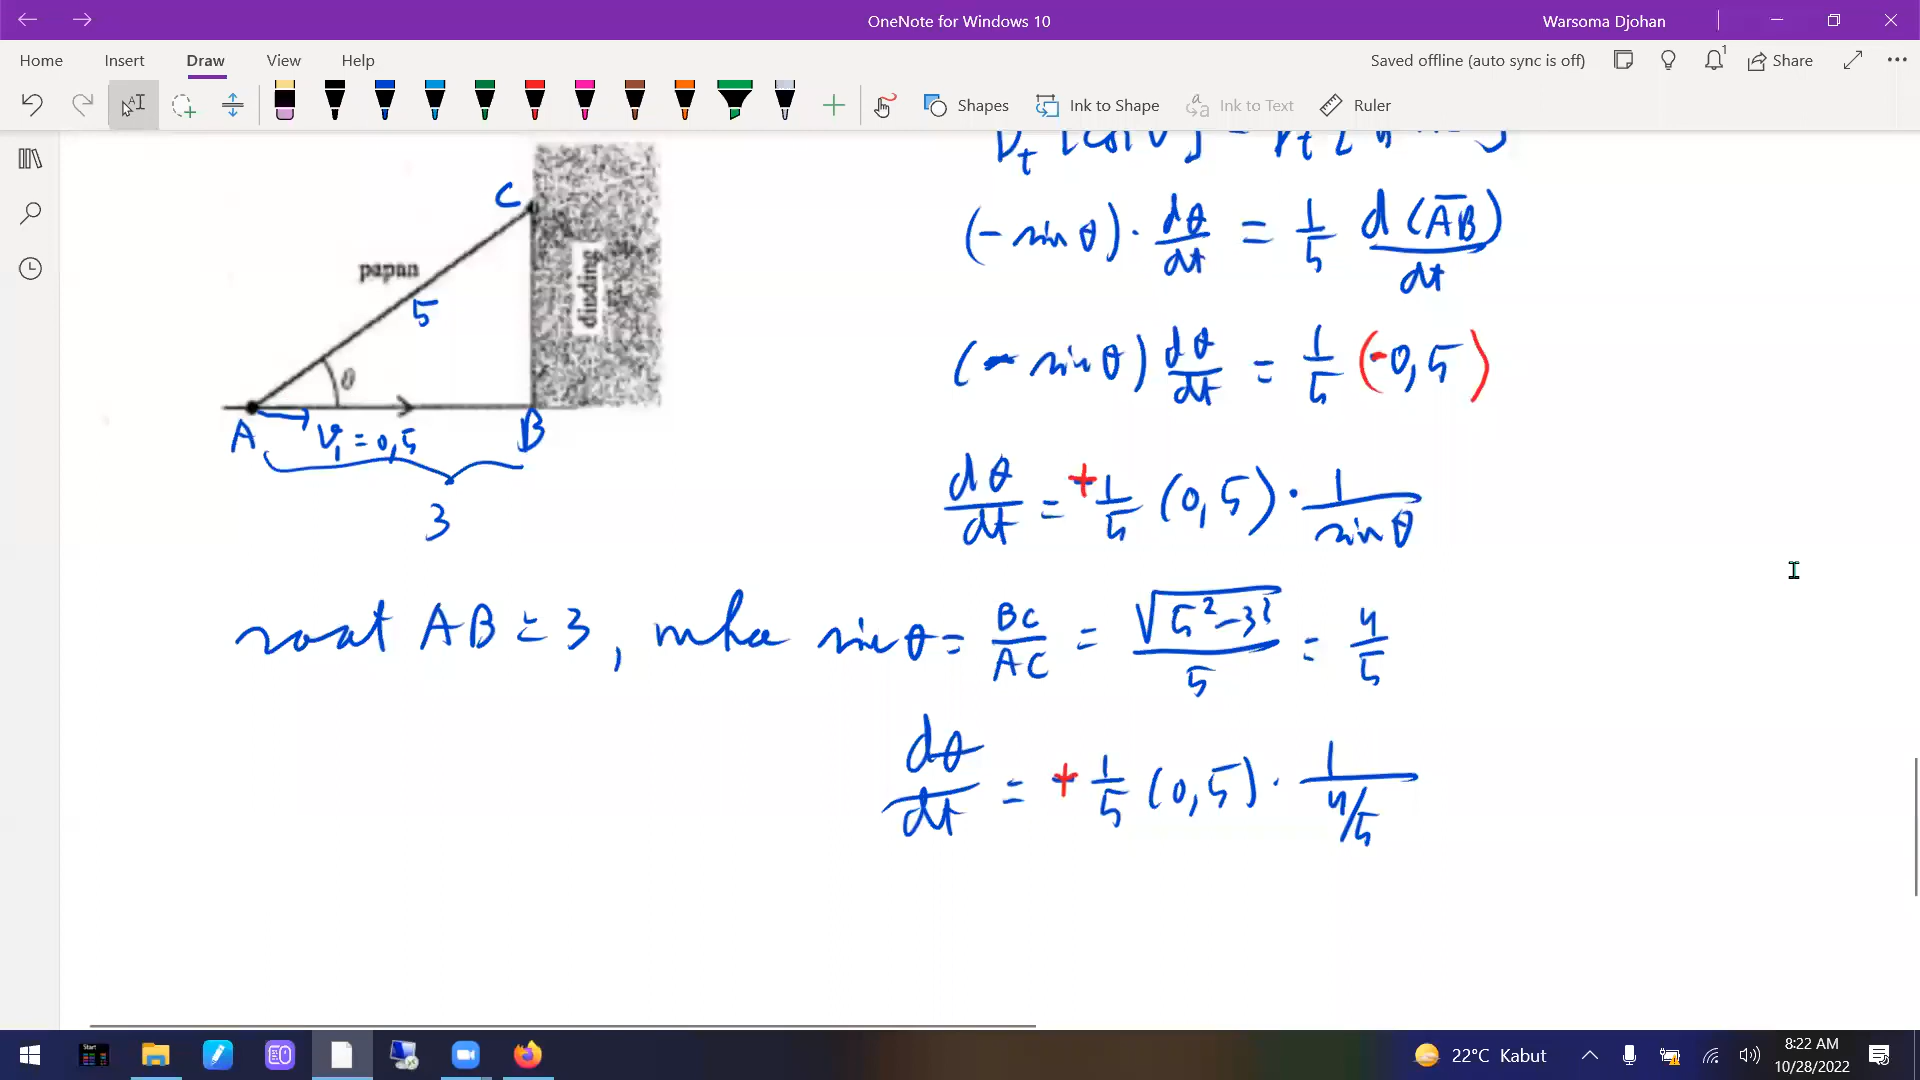 OneNote for Windows 10
Warsoma Djohan
Home Insert Draw View Help
Saved offline (auto sync is off) 1 Share
Shapes Ink to Shape Ink to Text Ruler
C
papan
5
dinding
θ
A V₁ = 0,5 B
3
(- sin θ) · dθ/dt = 1/5 d(AB̅)/dt
(- sin θ) dθ/dt = 1/5 (-0,5)
dθ/dt = + 1/5 (0,5) · 1/sin θ
saat AB = 3, maka sin θ = BC/AC = √(5²-3²)/5 = 4/5
dθ/dt = + 1/5 (0,5) · 1/(4/5)
Start
22°C Kabut
8:22 AM
10/28/2022